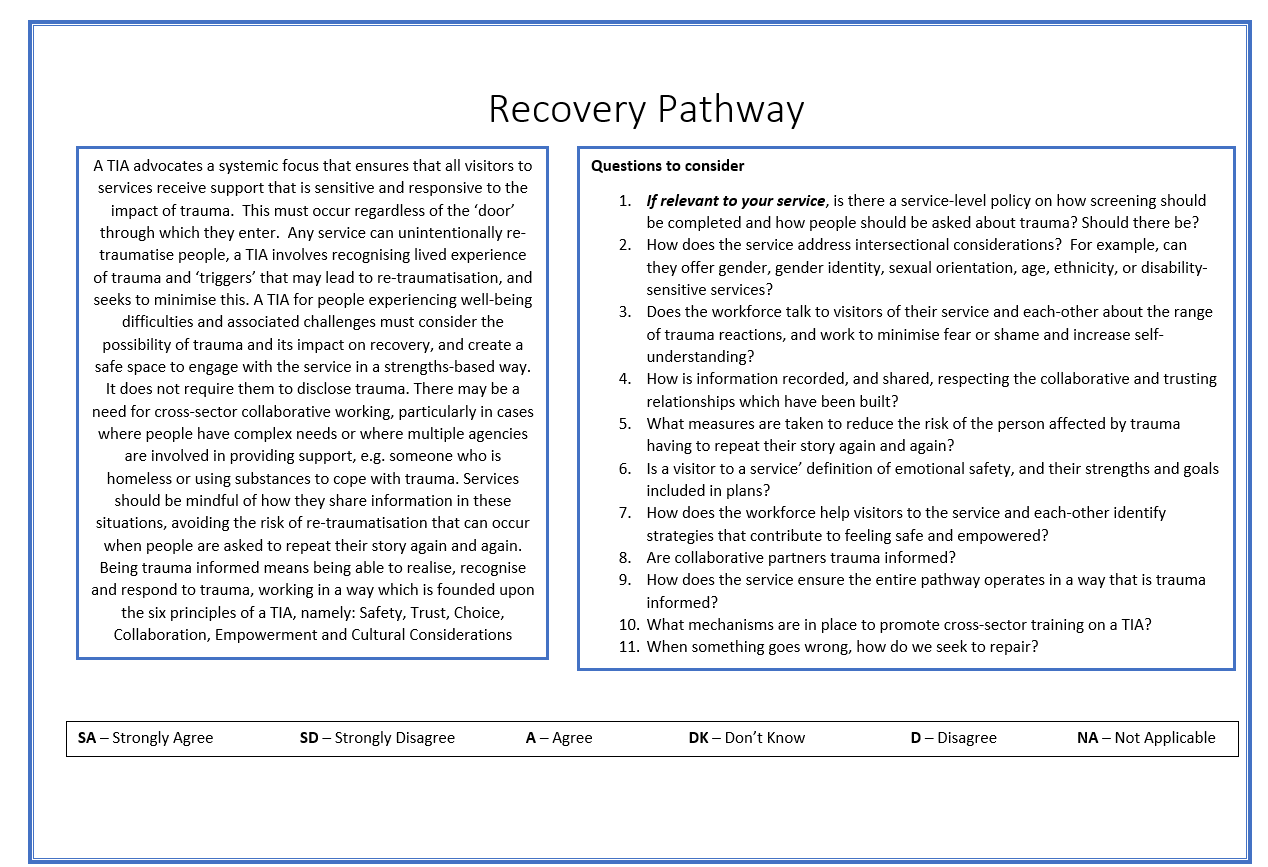 Recovery Pathway
A TIA advocates a systemic focus that ensures that all visitors to
services receive support that is sensitive and responsive to the
impact of trauma.  This must occur regardless of the ‘door’
through which they enter.  Any service can unintentionally re-
traumatise people, a TIA involves recognising lived experience
of trauma and ‘triggers’ that may lead to re-traumatisation, and
seeks to minimise this. A TIA for people experiencing well-being
difficulties and associated challenges must consider the
possibility of trauma and its impact on recovery, and create a
safe space to engage with the service in a strengths-based way.
It does not require them to disclose trauma. There may be a
need for cross-sector collaborative working, particularly in cases
where people have complex needs or where multiple agencies
are involved in providing support, e.g. someone who is
homeless or using substances to cope with trauma. Services
should be mindful of how they share information in these
situations, avoiding the risk of re-traumatisation that can occur
when people are asked to repeat their story again and again.
Being trauma informed means being able to realise, recognise
and respond to trauma, working in a way which is founded upon
the six principles of a TIA, namely: Safety, Trust, Choice,
Collaboration, Empowerment and Cultural Considerations
Questions to consider
1. If relevant to your service, is there a service-level policy on how screening should
be completed and how people should be asked about trauma? Should there be?
2. How does the service address intersectional considerations?  For example, can
they offer gender, gender identity, sexual orientation, age, ethnicity, or disability-
sensitive services?
3. Does the workforce talk to visitors of their service and each-other about the range
of trauma reactions, and work to minimise fear or shame and increase self-
understanding?
4. How is information recorded, and shared, respecting the collaborative and trusting
relationships which have been built?
5. What measures are taken to reduce the risk of the person affected by trauma
having to repeat their story again and again?
6. Is a visitor to a service’ definition of emotional safety, and their strengths and goals
included in plans?
7. How does the workforce help visitors to the service and each-other identify
strategies that contribute to feeling safe and empowered?
8. Are collaborative partners trauma informed?
9. How does the service ensure the entire pathway operates in a way that is trauma
informed?
10. What mechanisms are in place to promote cross-sector training on a TIA?
11. When something goes wrong, how do we seek to repair?
SA – Strongly Agree SD – Strongly Disagree A – Agree DK – Don’t Know D – Disagree NA – Not Applicable